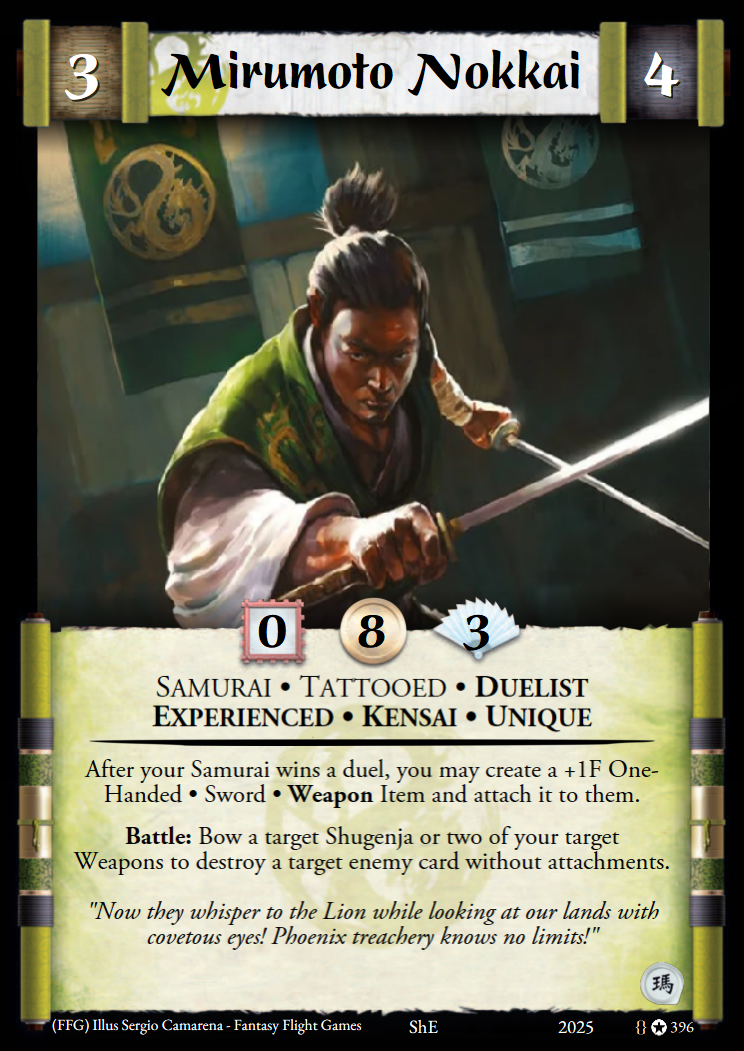 3 Mirumoto Nokkai 4
0 8 3
Samurai • Tattooed • Duelist
Experienced • Kensai • Unique
After your Samurai wins a duel, you may create a +1F One-
Handed • Sword • Weapon Item and attach it to them.
Battle: Bow a target Shugenja or two of your target
Weapons to destroy a target enemy card without attachments.
"Now they whisper to the Lion while looking at our lands with
covetous eyes! Phoenix treachery knows no limits!"
瑪
(FFG) Illus Sergio Camarena - Fantasy Flight Games ShE 2025 {} ✪ 396